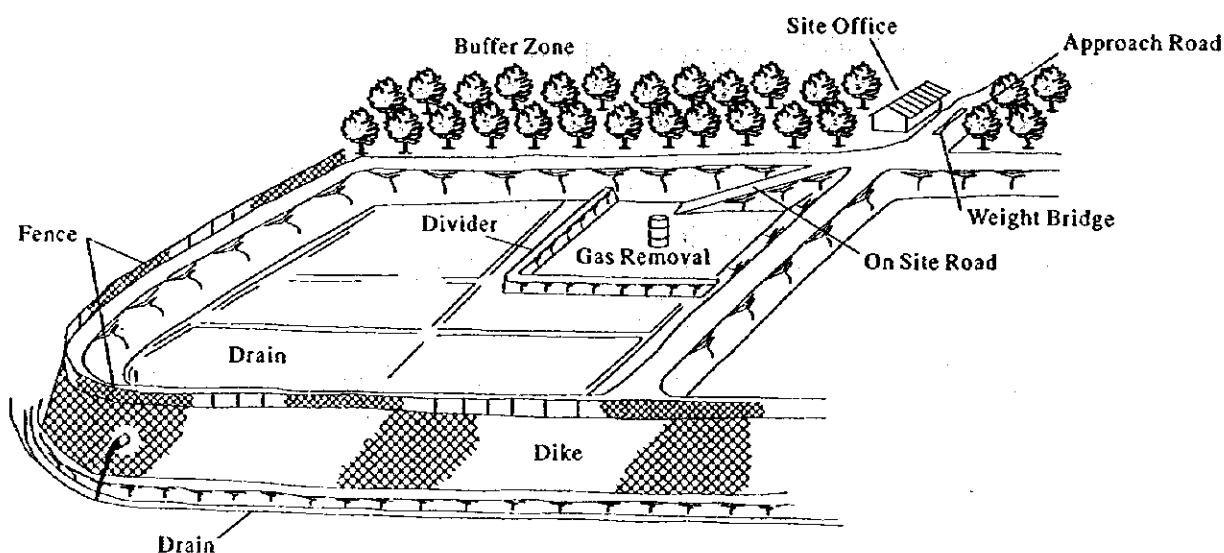 Site Office
Approach Road
Buffer Zone
Weight Bridge
Fence
Divider
Gas Removal
On Site Road
Drain
Dike
Drain